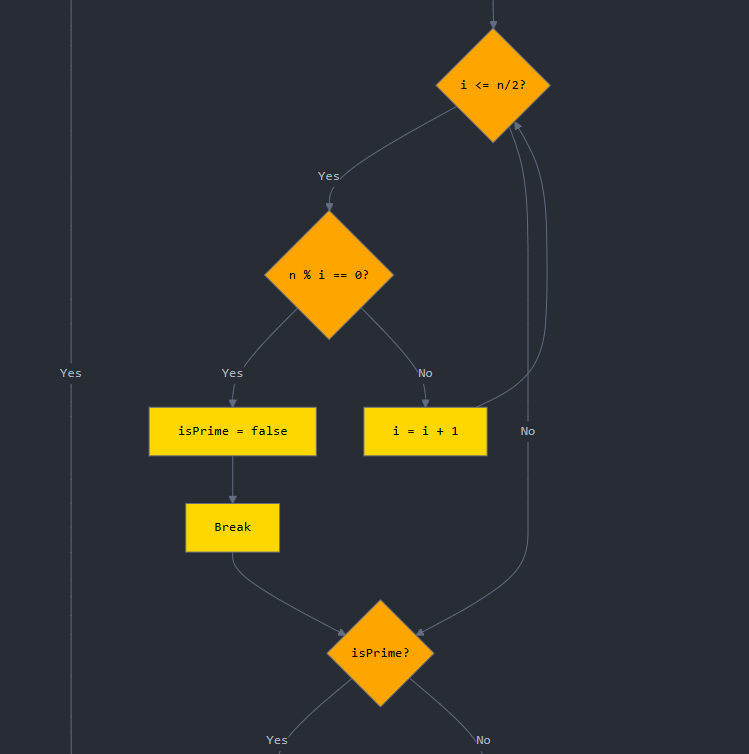 i <= n/2?
Yes
n % i == 0?
Yes
Yes
No
isPrime = false
i = i + 1
No
Break
isPrime?
Yes
No